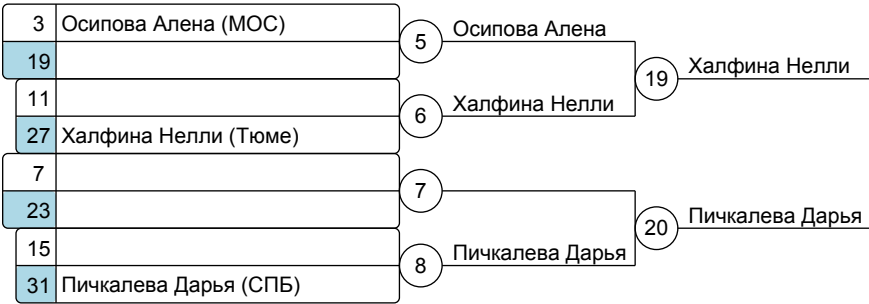 3 Осипова Алена (МОС)
19
5 Осипова Алена
11
27 Халфина Нелли (Тюме)
6 Халфина Нелли
19 Халфина Нелли
7
23
7
15
31 Пичкалева Дарья (СПБ)
8 Пичкалева Дарья
20 Пичкалева Дарья